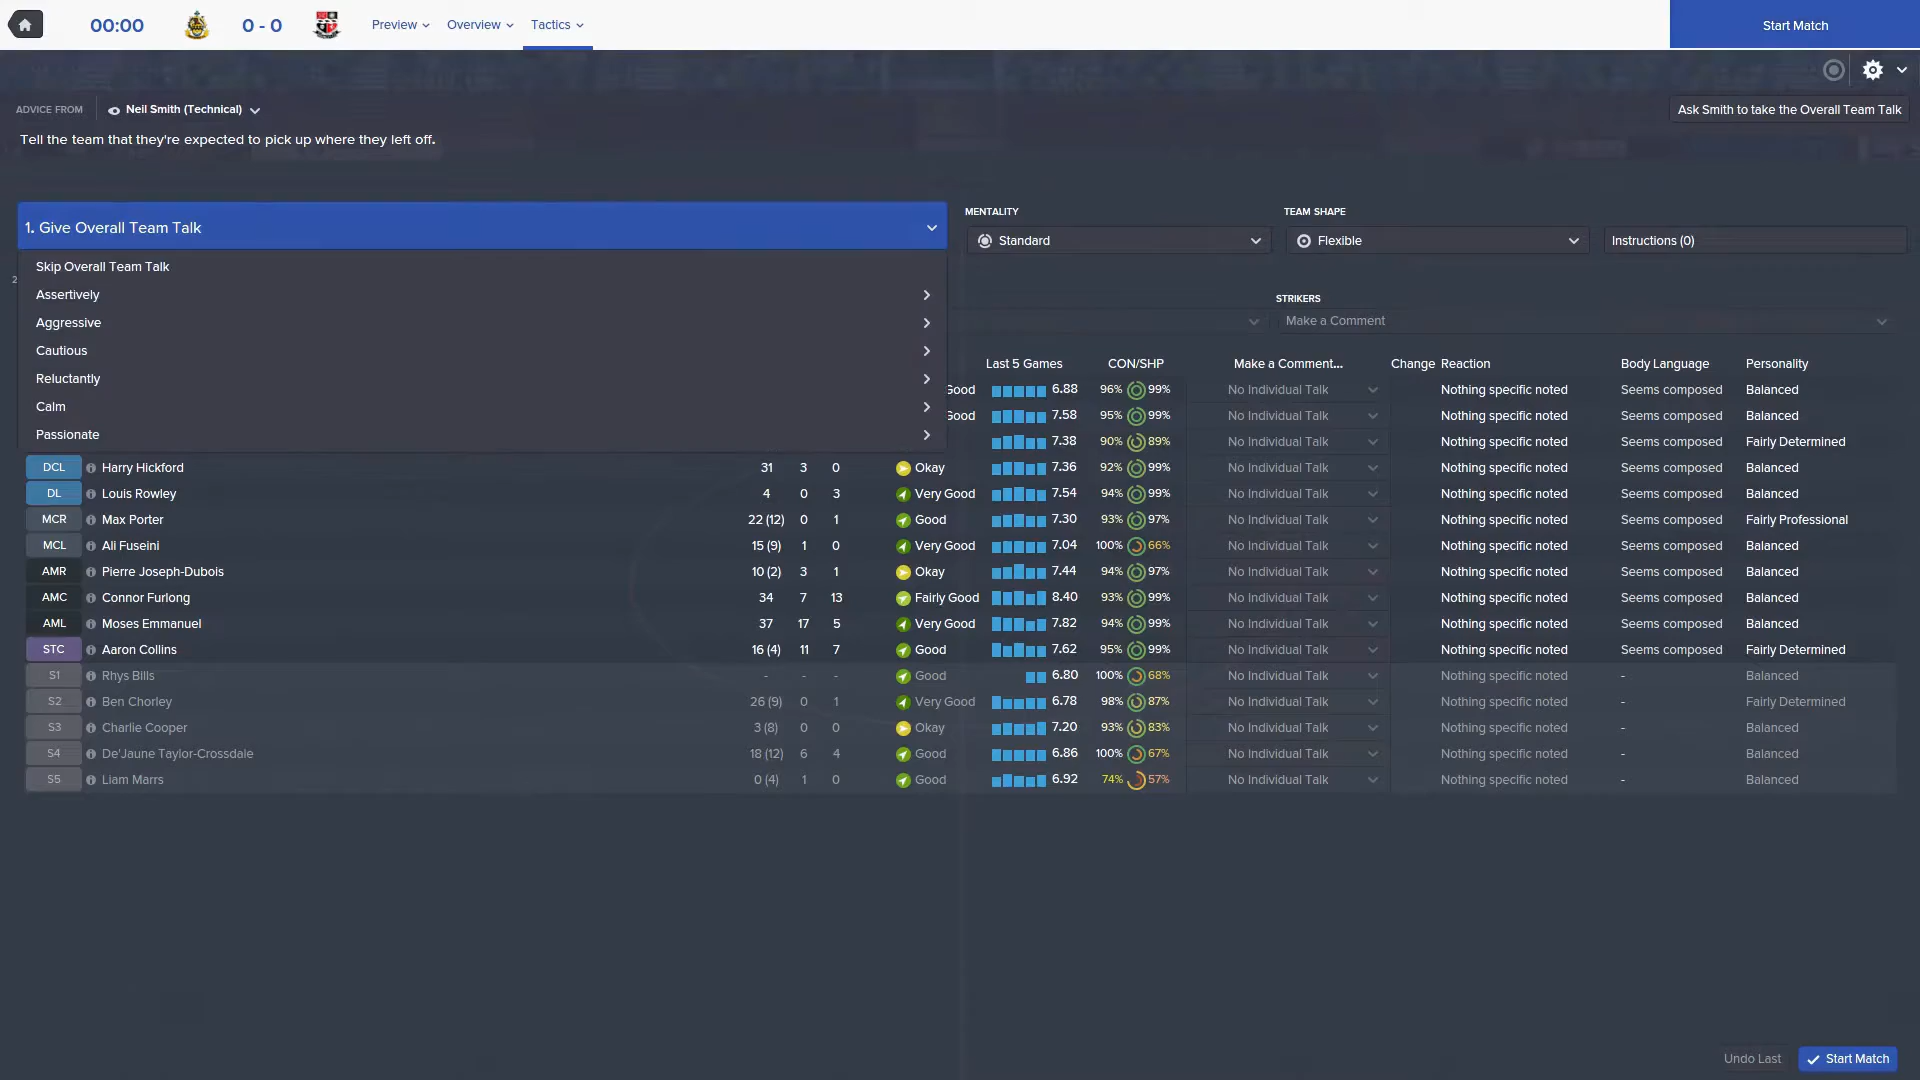 00:00 0 - 0 Preview Overview Tactics Start Match
ADVICE FROM Neil Smith (Technical) Ask Smith to take the Overall Team Talk
Tell the team that they're expected to pick up where they left off.
MENTALITY TEAM SHAPE
1. Give Overall Team Talk Standard Flexible Instructions (0)
Skip Overall Team Talk
2
Assertively STRIKERS
Aggressive Make a Comment
Cautious Last 5 Games CON/SHP Make a Comment... Change Reaction Body Language Personality
Reluctantly Good 6.88 96% 99% No Individual Talk Nothing specific noted Seems composed Balanced
Calm Good 7.58 95% 99% No Individual Talk Nothing specific noted Seems composed Balanced
Passionate 7.38 90% 89% No Individual Talk Nothing specific noted Seems composed Fairly Determined
DCL Harry Hickford 31 3 0 Okay 7.36 92% 99% No Individual Talk Nothing specific noted Seems composed Balanced
DL Louis Rowley 4 0 3 Very Good 7.54 94% 99% No Individual Talk Nothing specific noted Seems composed Balanced
MCR Max Porter 22 (12) 0 1 Good 7.30 93% 97% No Individual Talk Nothing specific noted Seems composed Fairly Professional
MCL Ali Fuseini 15 (9) 1 0 Very Good 7.04 100% 66% No Individual Talk Nothing specific noted Seems composed Balanced
AMR Pierre Joseph-Dubois 10 (2) 3 1 Okay 7.44 94% 97% No Individual Talk Nothing specific noted Seems composed Balanced
AMC Connor Furlong 34 7 13 Fairly Good 8.40 93% 99% No Individual Talk Nothing specific noted Seems composed Balanced
AML Moses Emmanuel 37 17 5 Very Good 7.82 94% 99% No Individual Talk Nothing specific noted Seems composed Balanced
STC Aaron Collins 16 (4) 11 7 Good 7.62 95% 99% No Individual Talk Nothing specific noted Seems composed Fairly Determined
S1 Rhys Bills - - - Good 6.80 100% 68% No Individual Talk Nothing specific noted - Balanced
S2 Ben Chorley 26 (9) 0 1 Very Good 6.78 98% 87% No Individual Talk Nothing specific noted - Fairly Determined
S3 Charlie Cooper 3 (8) 0 0 Okay 7.20 93% 83% No Individual Talk Nothing specific noted - Balanced
S4 De'Jaune Taylor-Crossdale 18 (12) 6 4 Good 6.86 100% 67% No Individual Talk Nothing specific noted - Balanced
S5 Liam Marrs 0 (4) 1 0 Good 6.92 74% 57% No Individual Talk Nothing specific noted - Balanced
Undo Last Start Match